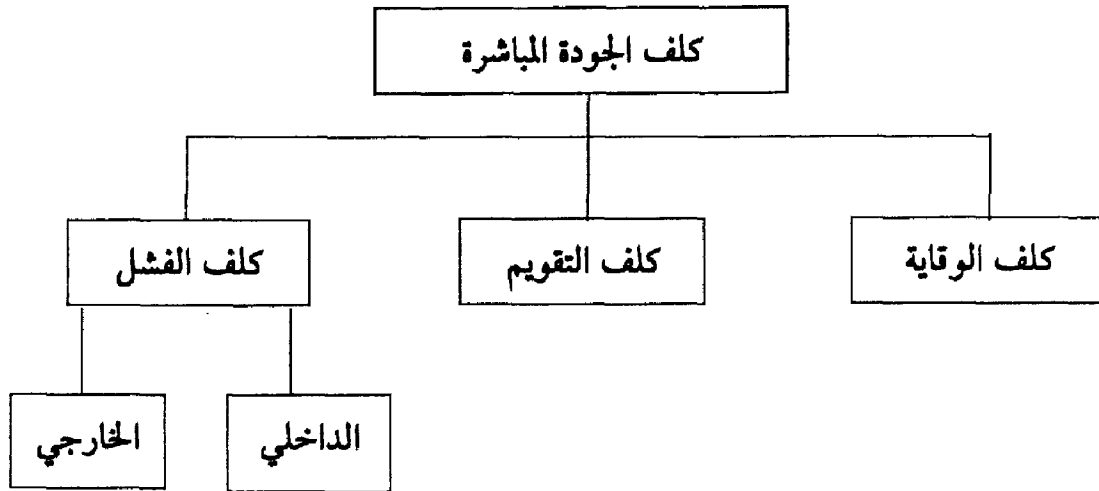 كلف الجودة المباشرة
كلف الوقاية
كلف التقويم
كلف الفشل
الداخلي
الخارجي